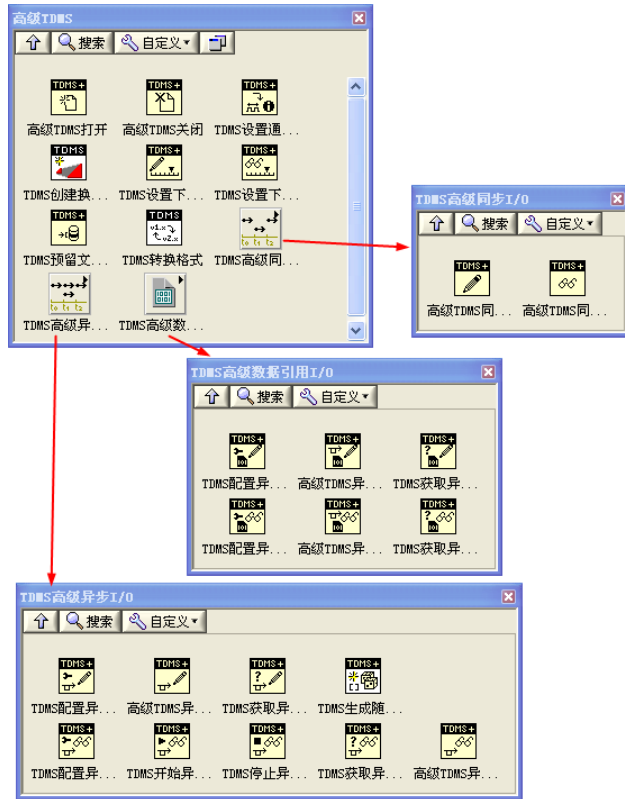 高级TDMS
搜索 自定义
TDMS+ TDMS+ TDMS+
高级TDMS打开 高级TDMS关闭 TDMS设置通...
TDMS TDMS+ TDMS+
TDMS创建换... TDMS设置下... TDMS设置下...
TDMS+ TDMS
v1.x
v2.x
to t1 t2
TDMS预留文... TDMS转换格式 TDMS高级同...
to t1 t2
TDMS高级异... TDMS高级数...
TDMS高级同步I/O
搜索 自定义
TDMS+ TDMS+
高级TDMS同... 高级TDMS同...
TDMS高级数据引用I/O
搜索 自定义
TDMS+ TDMS+ TDMS+
TDMS配置异... 高级TDMS异... TDMS获取异...
TDMS+ TDMS+ TDMS+
TDMS配置异... 高级TDMS异... TDMS获取异...
TDMS高级异步I/O
搜索 自定义
TDMS+ TDMS+ TDMS+ TDMS+
TDMS配置异... 高级TDMS异... TDMS获取异... TDMS生成随...
TDMS+ TDMS+ TDMS+ TDMS+ TDMS+
TDMS配置异... TDMS开始异... TDMS停止异... TDMS获取异... 高级TDMS异...